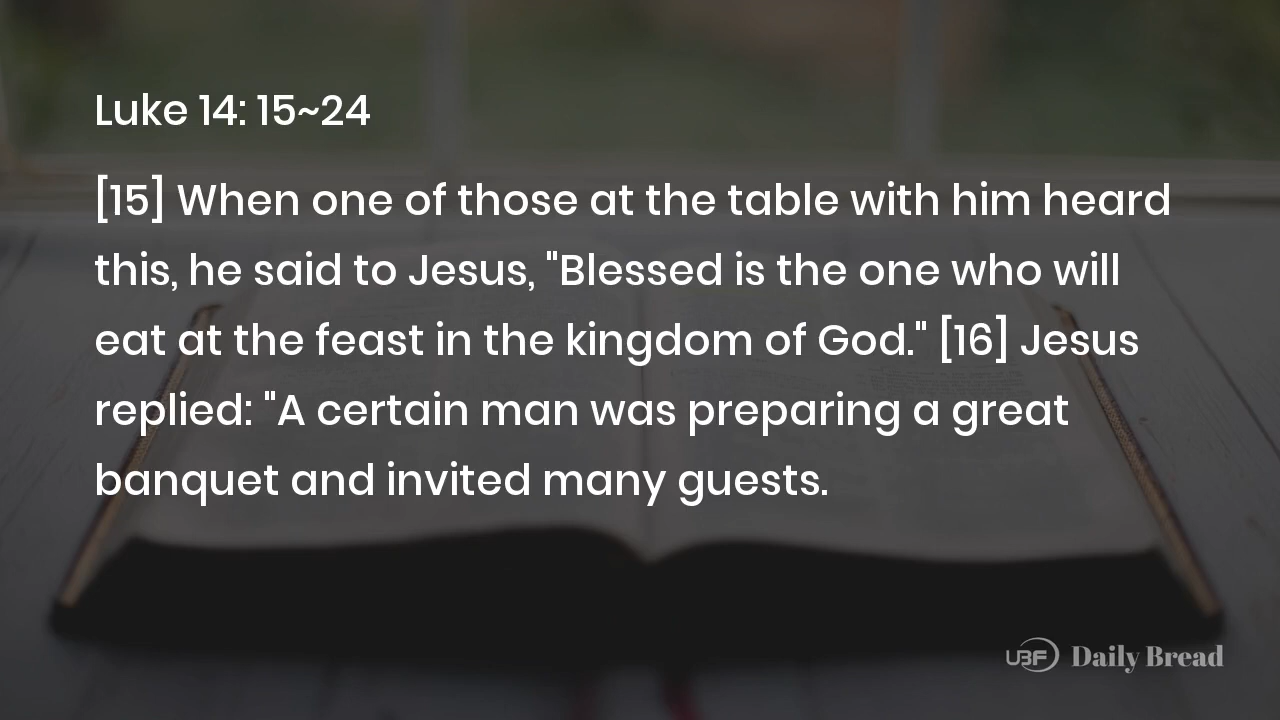 Luke 14: 15~24
[15] When one of those at the table with him heard
this, he said to Jesus, "Blessed is the one who will
eat at the feast in the kingdom of God." [16] Jesus
replied: "A certain man was preparing a great
banquet and invited many guests.
UBF Daily Bread